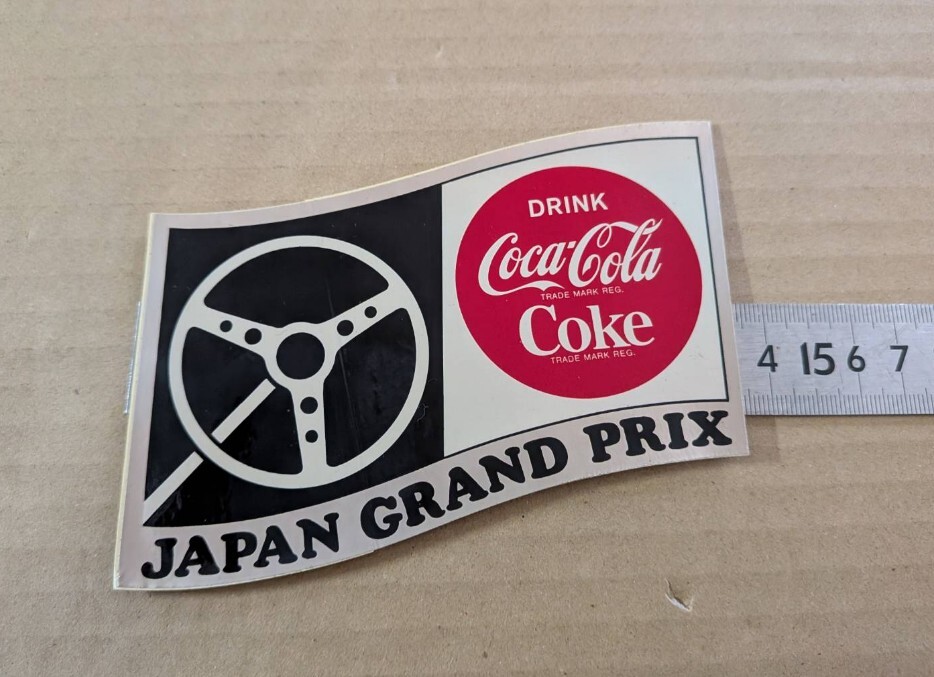 DRINK
Coca-Cola
TRADE MARK REG.
Coke
TRADE MARK REG.
JAPAN GRAND PRIX
4 15 6 7